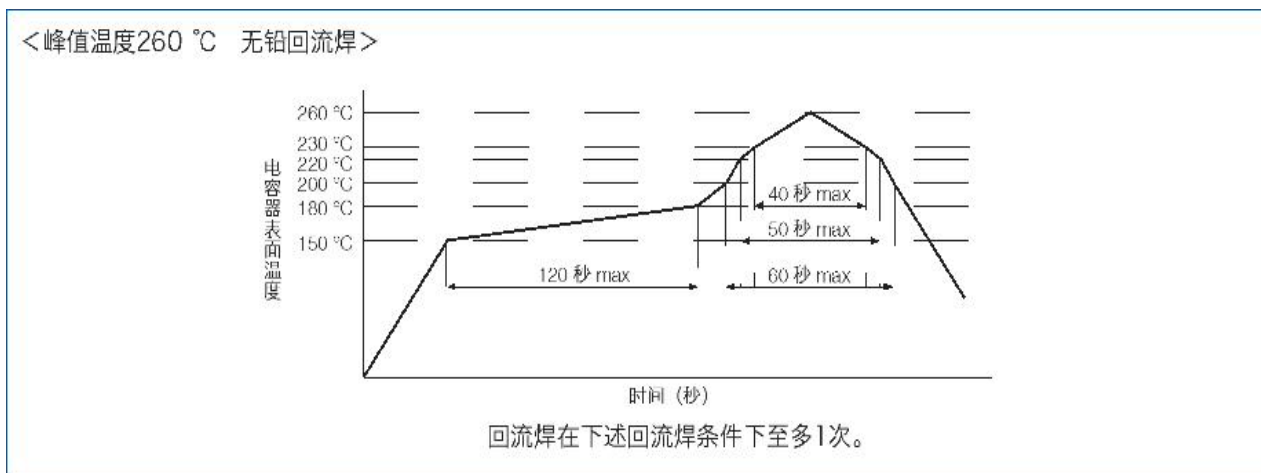 ＜峰值温度260 ℃　无铅回流焊＞
260 ℃
230 ℃
220 ℃
200 ℃
180 ℃
150 ℃
电容器表面温度
40 秒 max
50 秒 max
120 秒 max
60 秒 max
时间（秒）
回流焊在下述回流焊条件下至多1次。